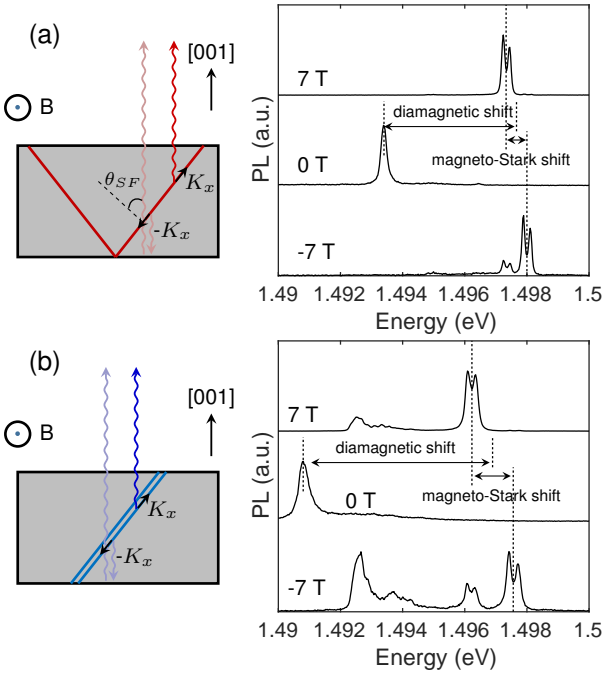 (a)
[001]
B
θSF
Kx
-Kx
PL (a.u.)
7 T
diamagnetic shift
0 T
magneto-Stark shift
-7 T
1.49 1.492 1.494 1.496 1.498 1.5
Energy (eV)
(b)
[001]
B
Kx
-Kx
PL (a.u.)
7 T
diamagnetic shift
0 T
magneto-Stark shift
-7 T
1.49 1.492 1.494 1.496 1.498 1.5
Energy (eV)